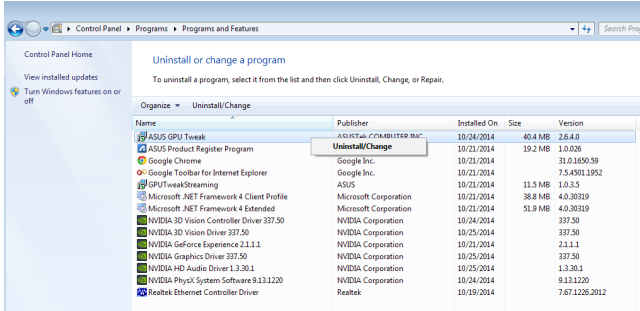 Control Panel ▸ Programs ▸ Programs and Features
Search Pro
Control Panel Home
View installed updates
Turn Windows features on or
off
Uninstall or change a program
To uninstall a program, select it from the list and then click Uninstall, Change, or Repair.
Organize Uninstall/Change
Name Publisher Installed On Size Version
ASUS GPU Tweak ASUSTek COMPUTER INC. 10/24/2014 40.4 MB 2.6.4.0
Uninstall/Change
ASUS Product Register Program 10/21/2014 19.2 MB 1.0.026
Google Chrome Google Inc. 10/21/2014 31.0.1650.59
Google Toolbar for Internet Explorer Google Inc. 10/21/2014 7.5.4501.1952
GPUTweakStreaming ASUS 10/21/2014 11.5 MB 1.0.3.5
Microsoft .NET Framework 4 Client Profile Microsoft Corporation 10/21/2014 38.8 MB 4.0.30319
Microsoft .NET Framework 4 Extended Microsoft Corporation 10/21/2014 51.9 MB 4.0.30319
NVIDIA 3D Vision Controller Driver 337.50 NVIDIA Corporation 10/24/2014 337.50
NVIDIA 3D Vision Driver 337.50 NVIDIA Corporation 10/25/2014 337.50
NVIDIA GeForce Experience 2.1.1.1 NVIDIA Corporation 10/21/2014 2.1.1.1
NVIDIA Graphics Driver 337.50 NVIDIA Corporation 10/25/2014 337.50
NVIDIA HD Audio Driver 1.3.30.1 NVIDIA Corporation 10/25/2014 1.3.30.1
NVIDIA PhysX System Software 9.13.1220 NVIDIA Corporation 10/24/2014 9.13.1220
Realtek Ethernet Controller Driver Realtek 10/19/2014 7.67.1226.2012